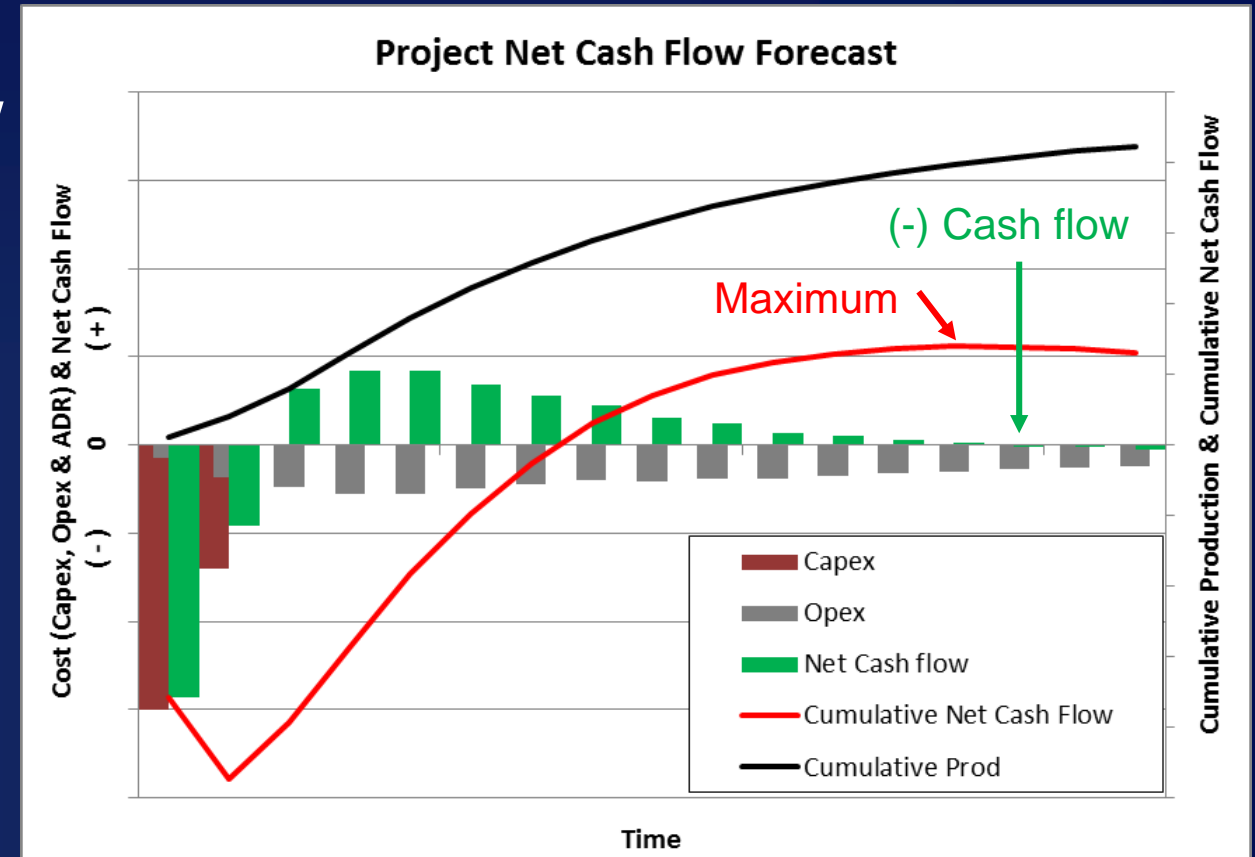 Project Net Cash Flow Forecast
Cost (Capex, Opex & ADR) & Net Cash Flow
(-) 0 (+)
(-) Cash flow
Maximum
Capex
Opex
Net Cash flow
Cumulative Net Cash Flow
Cumulative Prod
Cumulative Production & Cumulative Net Cash Flow
Time